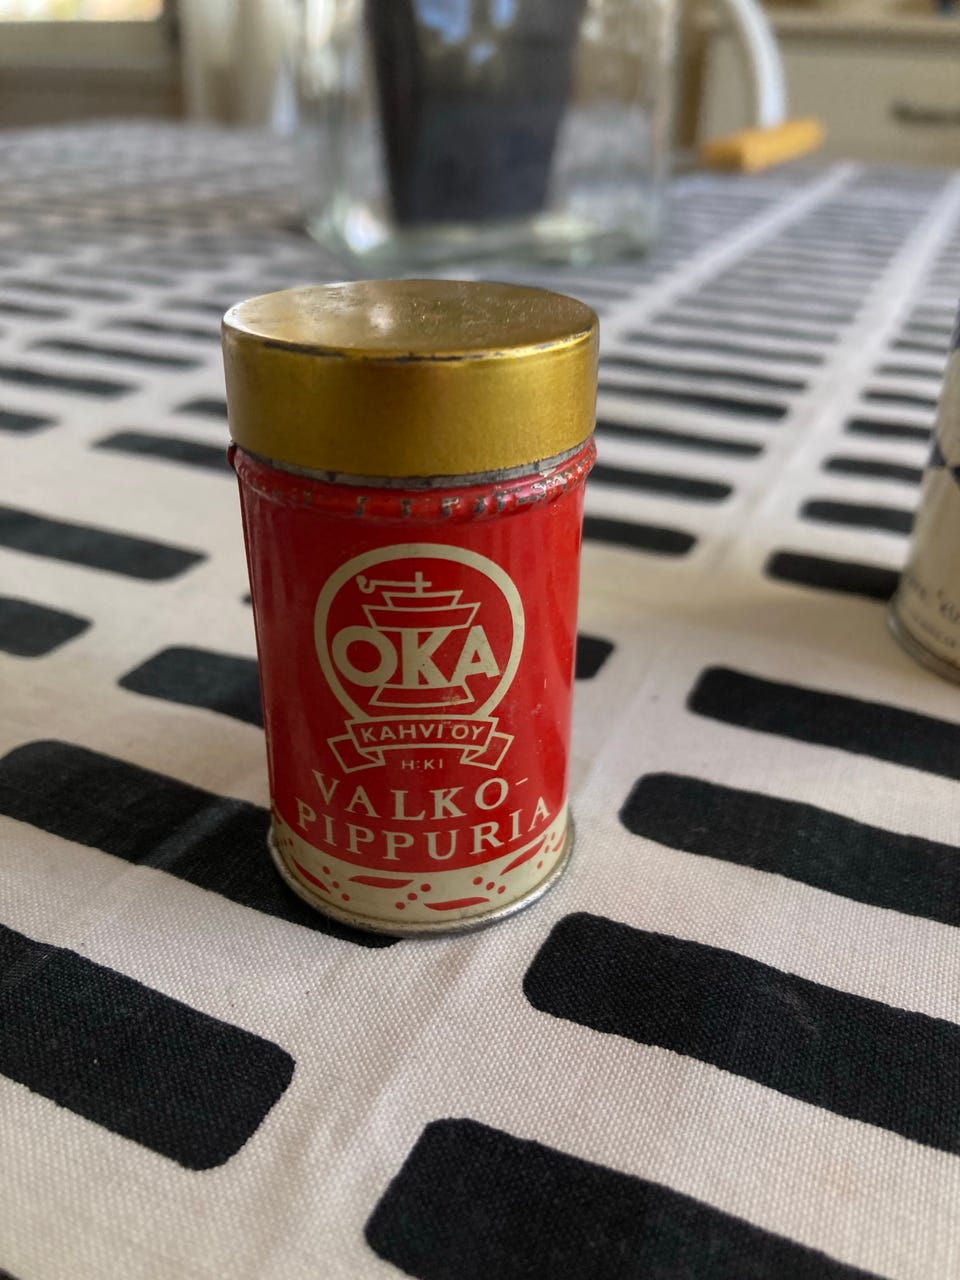 OKA
KAHVI OY
H:KI
VALKO-
PIPPURIA